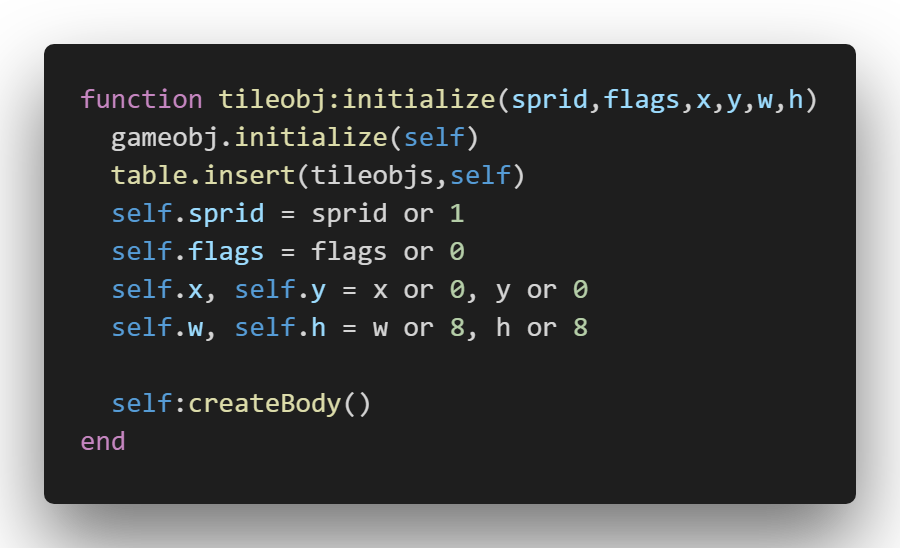 function tileobj:initialize(sprid,flags,x,y,w,h)
  gameobj.initialize(self)
  table.insert(tileobjs,self)
  self.sprid = sprid or 1
  self.flags = flags or 0
  self.x, self.y = x or 0, y or 0
  self.w, self.h = w or 8, h or 8

  self:createBody()
end